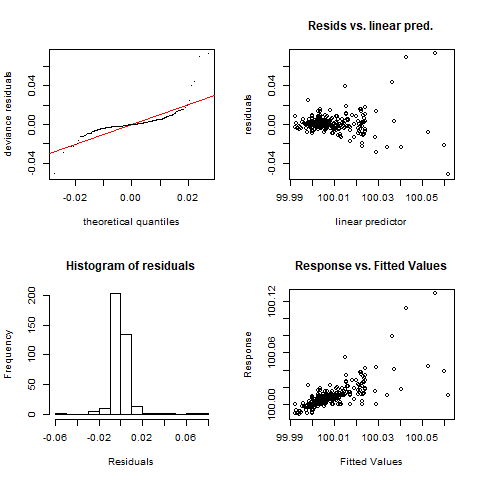 deviance residuals
-0.04 0.00 0.04
-0.02 0.00 0.02
theoretical quantiles
Resids vs. linear pred.
residuals
-0.04 0.00 0.04
99.99 100.01 100.03 100.05
linear predictor
Histogram of residuals
Frequency
0 50 100 150 200
-0.06 -0.02 0.02 0.06
Residuals
Response vs. Fitted Values
Response
100.00 100.06 100.12
99.99 100.01 100.03 100.05
Fitted Values